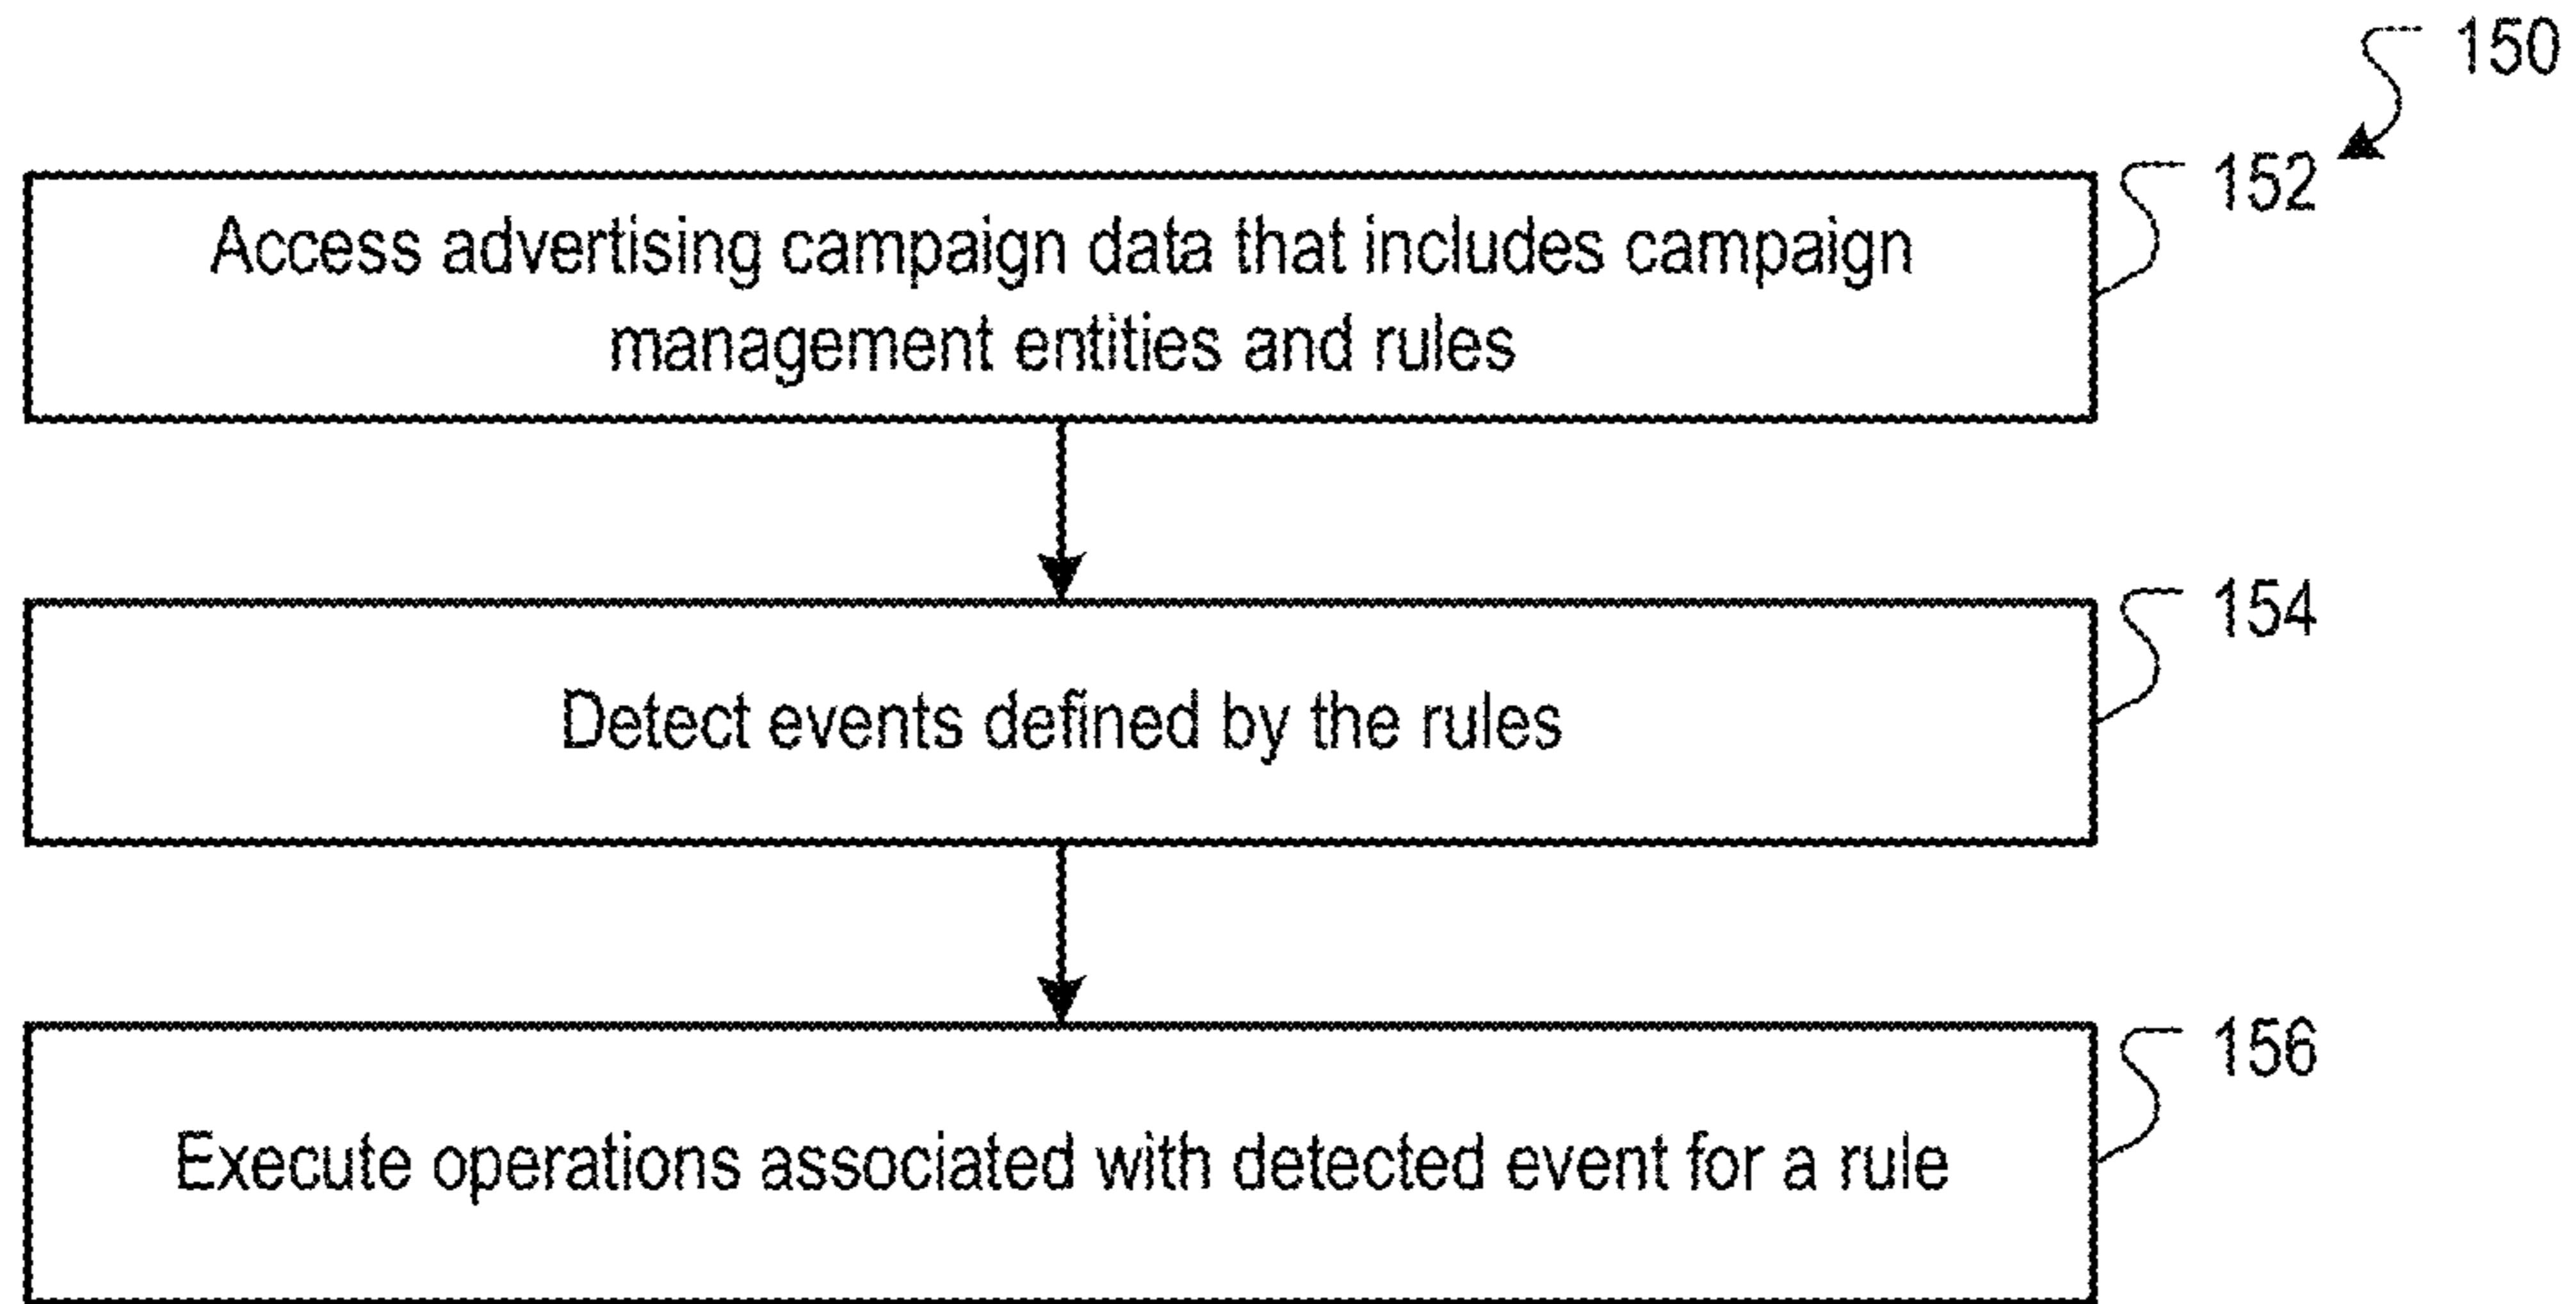 150
152
Access advertising campaign data that includes campaign
management entities and rules
154
Detect events defined by the rules
156
Execute operations associated with detected event for a rule